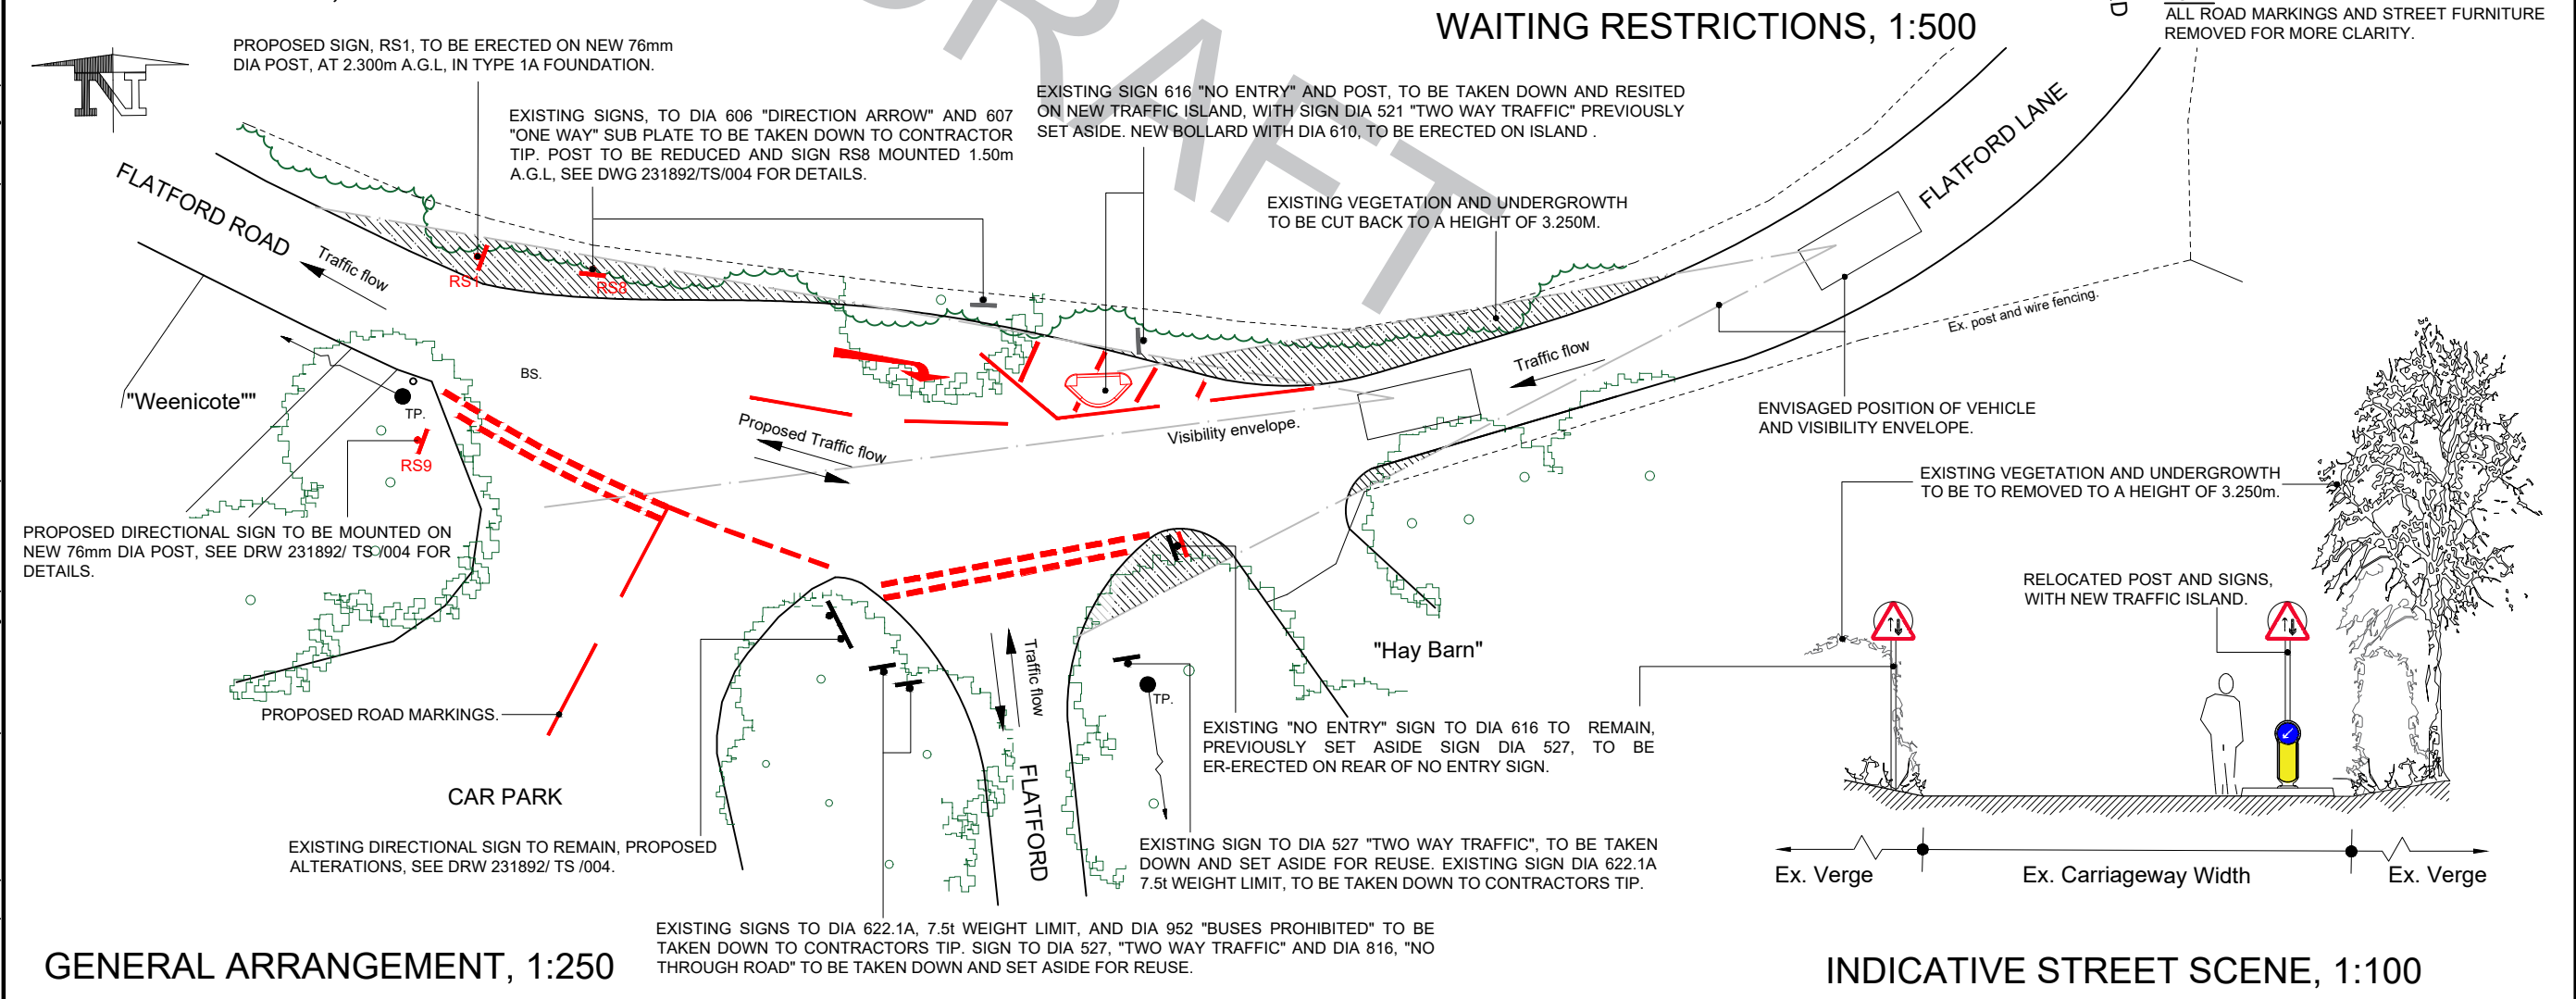 WAITING RESTRICTIONS, 1:500
ALL ROAD MARKINGS AND STREET FURNITURE
REMOVED FOR MORE CLARITY.
DRAFT
N
PROPOSED SIGN, RS1, TO BE ERECTED ON NEW 76mm
DIA POST, AT 2.300m A.G.L, IN TYPE 1A FOUNDATION.
EXISTING SIGNS, TO DIA 606 "DIRECTION ARROW" AND 607
"ONE WAY" SUB PLATE TO BE TAKEN DOWN TO CONTRACTOR
TIP. POST TO BE REDUCED AND SIGN RS8 MOUNTED 1.50m
A.G.L, SEE DWG 231892/TS/004 FOR DETAILS.
EXISTING SIGN 616 "NO ENTRY" AND POST, TO BE TAKEN DOWN AND RESITED
ON NEW TRAFFIC ISLAND, WITH SIGN DIA 521 "TWO WAY TRAFFIC" PREVIOUSLY
SET ASIDE. NEW BOLLARD WITH DIA 610, TO BE ERECTED ON ISLAND .
EXISTING VEGETATION AND UNDERGROWTH
TO BE CUT BACK TO A HEIGHT OF 3.250M.
FLATFORD LANE
FLATFORD ROAD
Traffic flow
RS1
RS8
Ex. post and wire fencing.
Traffic flow
"Weenicote""
BS.
TP.
RS9
Proposed Traffic flow
Visibility envelope.
ENVISAGED POSITION OF VEHICLE
AND VISIBILITY ENVELOPE.
EXISTING VEGETATION AND UNDERGROWTH
TO BE TO REMOVED TO A HEIGHT OF 3.250m.
PROPOSED DIRECTIONAL SIGN TO BE MOUNTED ON
NEW 76mm DIA POST, SEE DRW 231892/ TS /004 FOR
DETAILS.
RELOCATED POST AND SIGNS,
WITH NEW TRAFFIC ISLAND.
"Hay Barn"
Traffic flow
TP.
PROPOSED ROAD MARKINGS.
EXISTING "NO ENTRY" SIGN TO DIA 616 TO REMAIN,
PREVIOUSLY SET ASIDE SIGN DIA 527, TO BE
ER-ERECTED ON REAR OF NO ENTRY SIGN.
CAR PARK
FLATFORD
EXISTING DIRECTIONAL SIGN TO REMAIN, PROPOSED
ALTERATIONS, SEE DRW 231892/ TS /004.
EXISTING SIGN TO DIA 527 "TWO WAY TRAFFIC", TO BE TAKEN
DOWN AND SET ASIDE FOR REUSE. EXISTING SIGN DIA 622.1A
7.5t WEIGHT LIMIT, TO BE TAKEN DOWN TO CONTRACTORS TIP.
Ex. Verge
Ex. Carriageway Width
Ex. Verge
EXISTING SIGNS TO DIA 622.1A, 7.5t WEIGHT LIMIT, AND DIA 952 "BUSES PROHIBITED" TO BE
TAKEN DOWN TO CONTRACTORS TIP. SIGN TO DIA 527, "TWO WAY TRAFFIC" AND DIA 816, "NO
THROUGH ROAD" TO BE TAKEN DOWN AND SET ASIDE FOR REUSE.
GENERAL ARRANGEMENT, 1:250
INDICATIVE STREET SCENE, 1:100